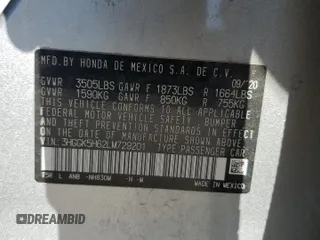 MFD.BY HONDA DE MEXICO S.A. DE C.V.
09/20
GVWR 3505LBS GAWR F 1873LBS R 1664LBS
GVWR 1590KG GAWR F 850KG R 755KG
THIS VEHICLE CONFORMS TO ALL APPLICABLE
FEDERAL MOTOR VEHICLE SAFETY, BUMPER,
AND THEFT PREVENTION STANDARDS IN EFFECT
ON THE DATE OF MANUFACTURE SHOWN ABOVE.
V.I.N: 3HGGK5H82LM729201 TYPE:PASSENGER CAR
ANB -NH830M -H -M
MADE IN MEXICO
DREAMBID